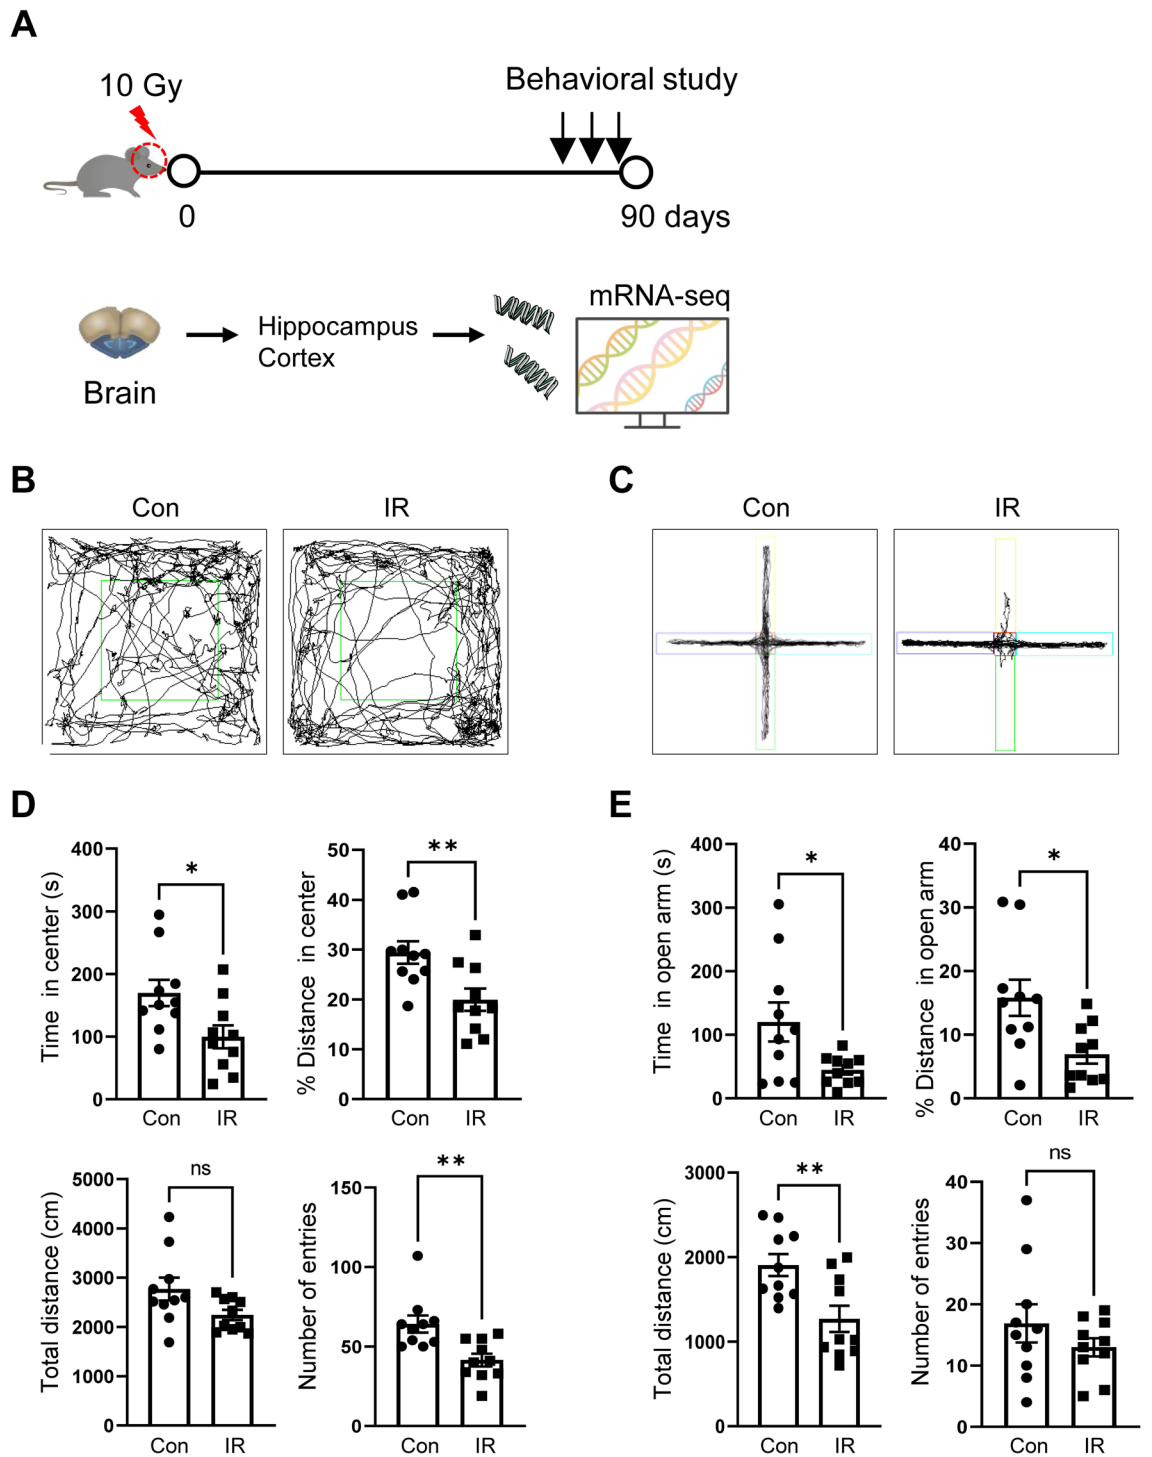 A
10 Gy
Behavioral study
0
90 days
Brain
Hippocampus
Cortex
mRNA-seq
B
Con
IR
C
Con
IR
D
Time in center (s)
400
300
200
100
0
*
Con
IR
% Distance in center
50
40
30
20
10
0
**
Con
IR
E
Time in open arm (s)
400
300
200
100
0
*
Con
IR
% Distance in open arm
40
30
20
10
0
*
Con
IR
Total distance (cm)
5000
4000
3000
2000
1000
0
ns
Con
IR
Number of entries
150
100
50
0
**
Con
IR
Total distance (cm)
3000
2000
1000
0
**
Con
IR
Number of entries
40
30
20
10
0
ns
Con
IR